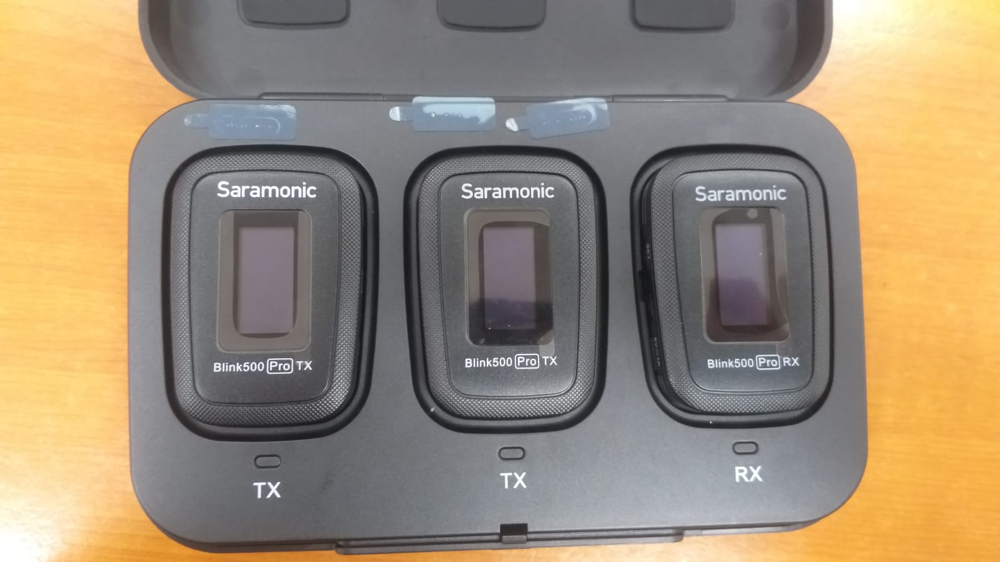 Saramonic
Blink500 Pro TX
TX
Saramonic
Blink500 Pro TX
TX
Saramonic
Blink500 Pro RX
RX